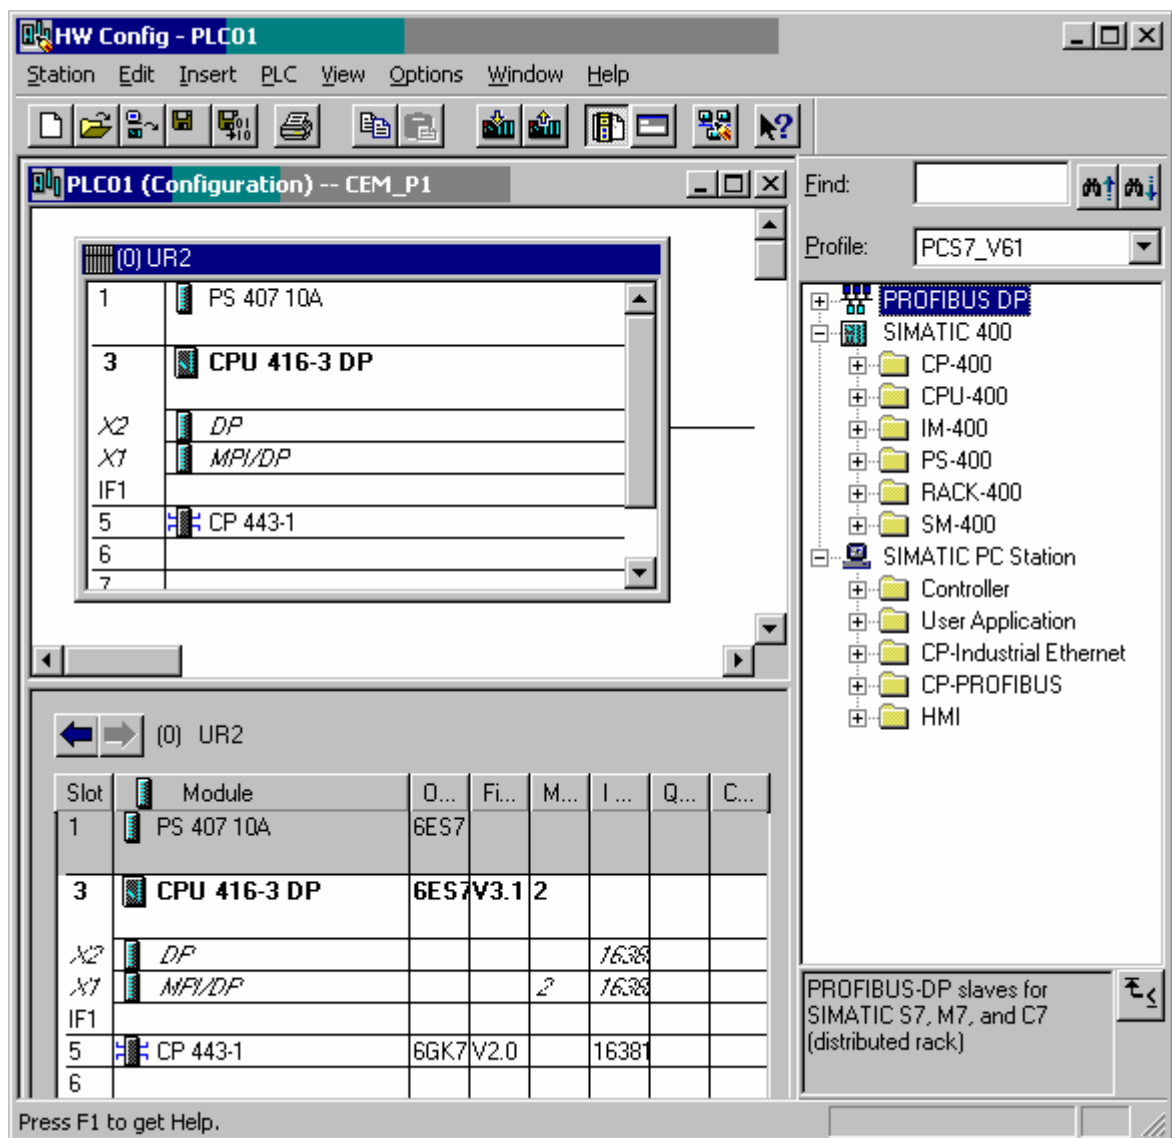 HW Config - PLC01
Station Edit Insert PLC View Options Window Help
PLC01 (Configuration) -- CEM_P1
(0) UR2
1 PS 407 10A
3 CPU 416-3 DP
X2 DP
X1 MPI/DP
IF1
5 CP 443-1
6
7
(0) UR2
Slot Module O... Fi... M... I ... Q... C...
1 PS 407 10A 6ES7
3 CPU 416-3 DP 6ES7 V3.1 2
X2 DP 1638
X1 MPI/DP 2 1638
IF1
5 CP 443-1 6GK7 V2.0 16381
6
Find:
Profile: PCS7_V61
PROFIBUS DP
SIMATIC 400
CP-400
CPU-400
IM-400
PS-400
RACK-400
SM-400
SIMATIC PC Station
Controller
User Application
CP-Industrial Ethernet
CP-PROFIBUS
HMI
PROFIBUS-DP slaves for
SIMATIC S7, M7, and C7
(distributed rack)
Press F1 to get Help.